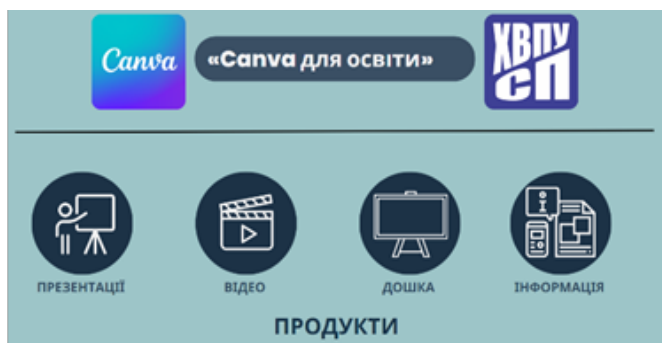 Canva
«Canva для освіти»
ХВПУ
СП
ПРЕЗЕНТАЦІЇ
ВІДЕО
ДОШКА
ІНФОРМАЦІЯ
ПРОДУКТИ